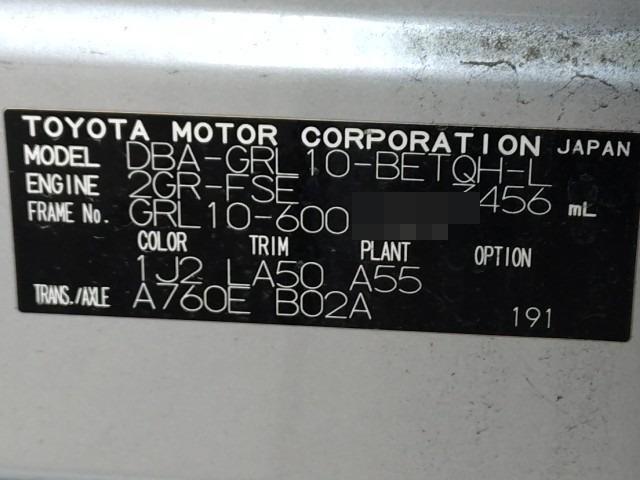 TOYOTA MOTOR CORPORATION JAPAN
MODEL DBA-GRL10-BETQH-L
ENGINE 2GR-FSE 3456 mL
FRAME No. GRL10-600
COLOR TRIM PLANT OPTION
1J2 LA50 A55
TRANS./AXLE A760E B02A
191